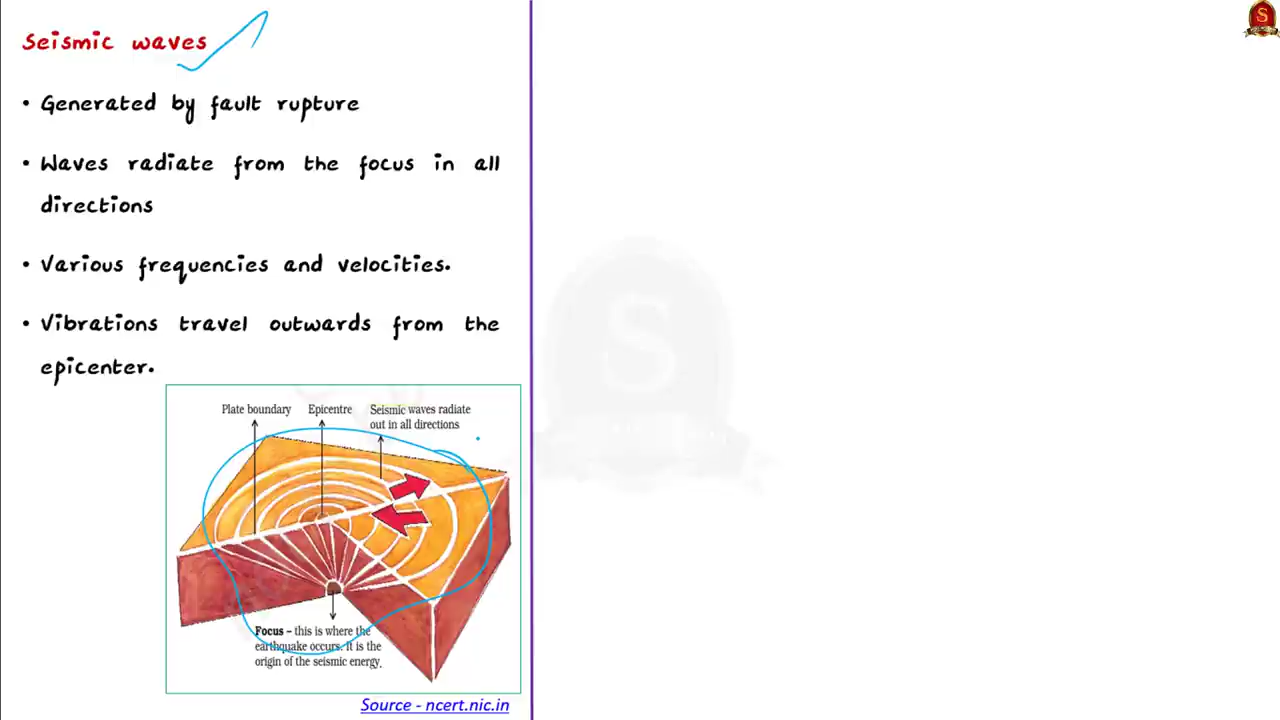 Seismic waves
• Generated by fault rupture
• Waves radiate from the focus in all
directions
• Various frequencies and velocities.
• Vibrations travel outwards from the
epicenter.
Plate boundary
Epicentre
Seismic waves radiate
out in all directions
Focus – this is where the
earthquake occurs. It is the
origin of the seismic energy.
Source - ncert.nic.in
S
S